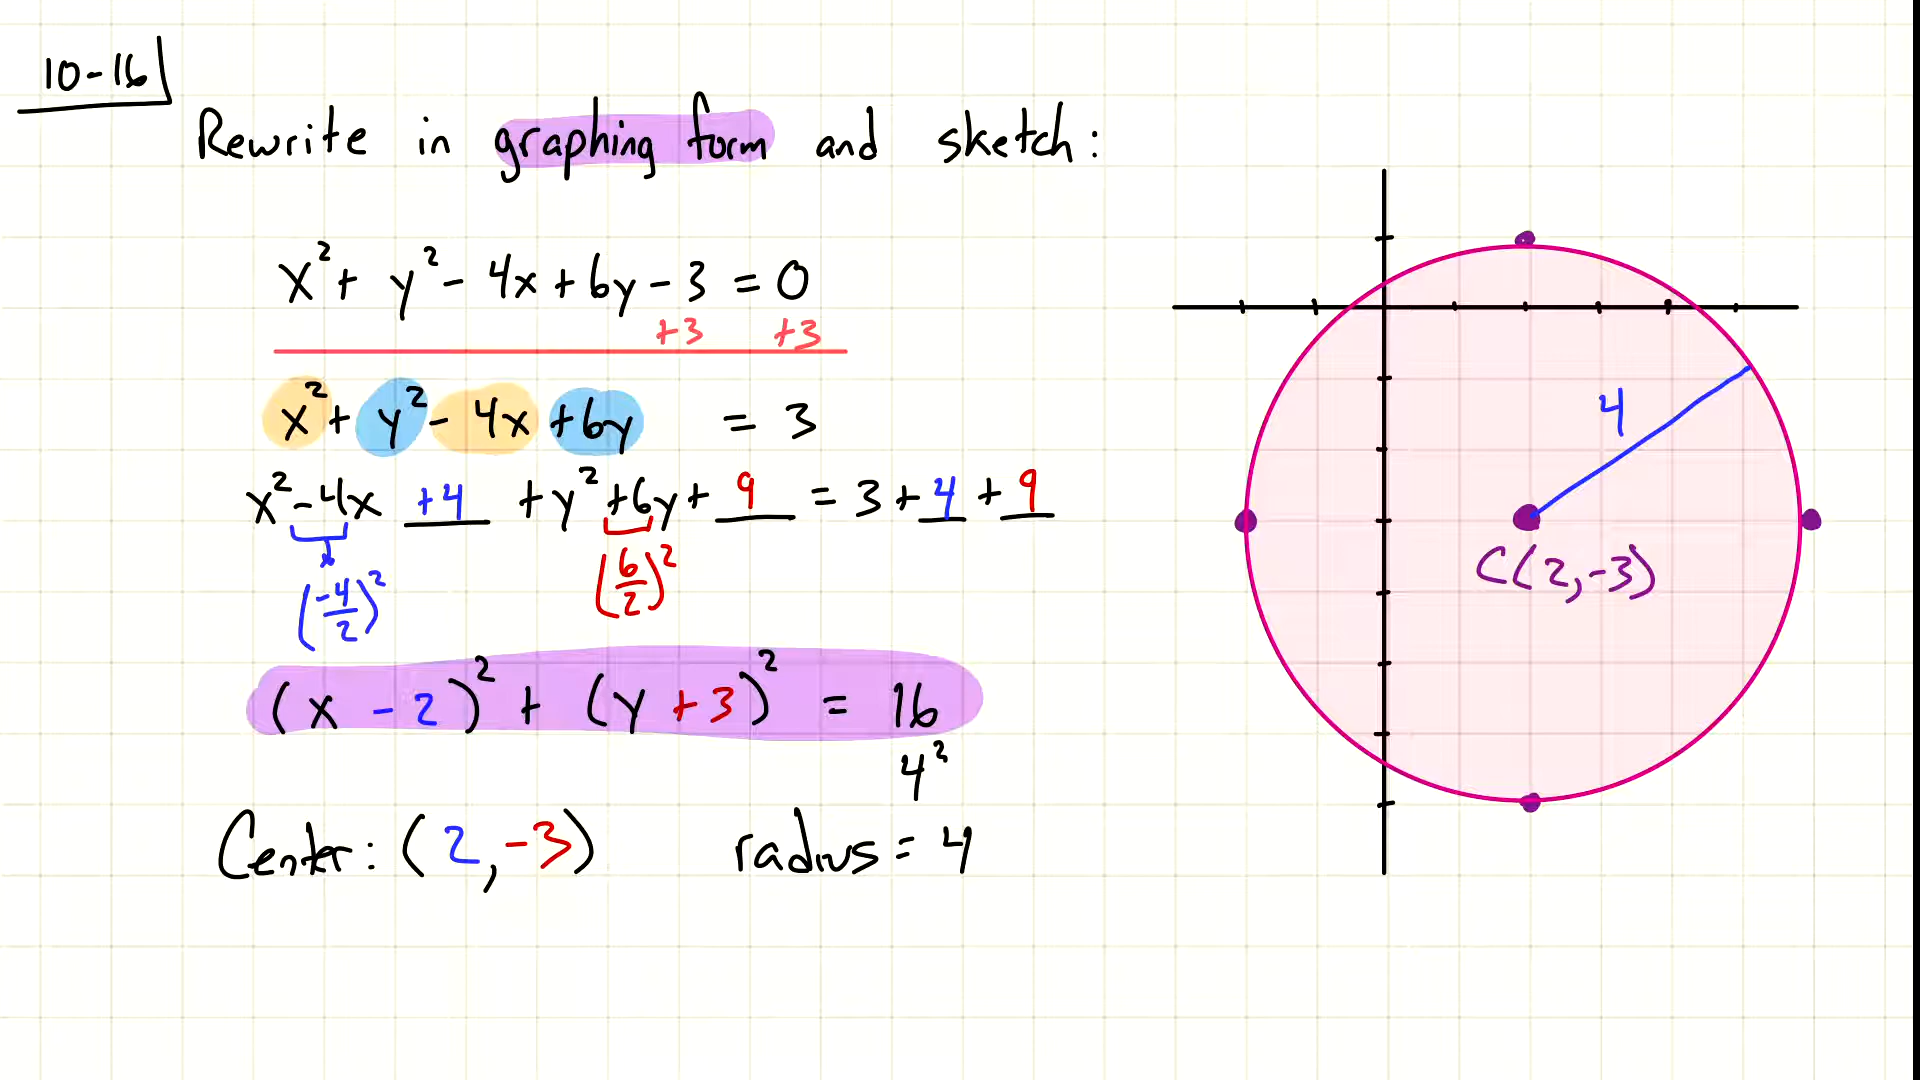 10-16
Rewrite in graphing form and sketch:
x² + y² - 4x + 6y - 3 = 0
+3 +3
x² + y² - 4x + 6y = 3
x² - 4x +4 + y² + 6y + 9 = 3 + 4 + 9
(-4/2)² (6/2)²
(x - 2)² + (y + 3)² = 16
4²
Center: (2, -3) radius = 4
4
C(2, -3)